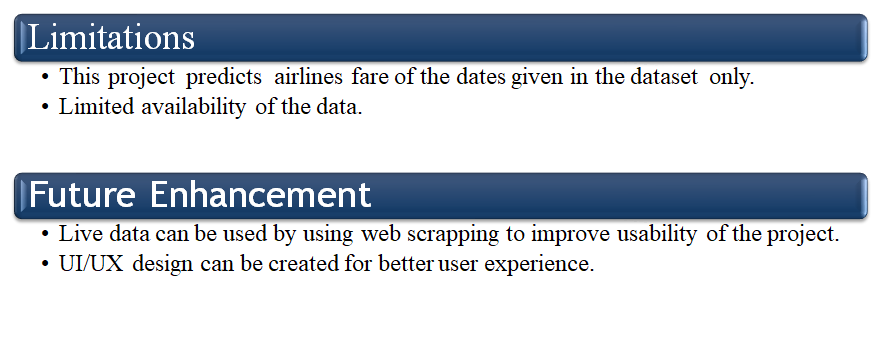 Limitations
• This project predicts airlines fare of the dates given in the dataset only.
• Limited availability of the data.
Future Enhancement
• Live data can be used by using web scrapping to improve usability of the project.
• UI/UX design can be created for better user experience.